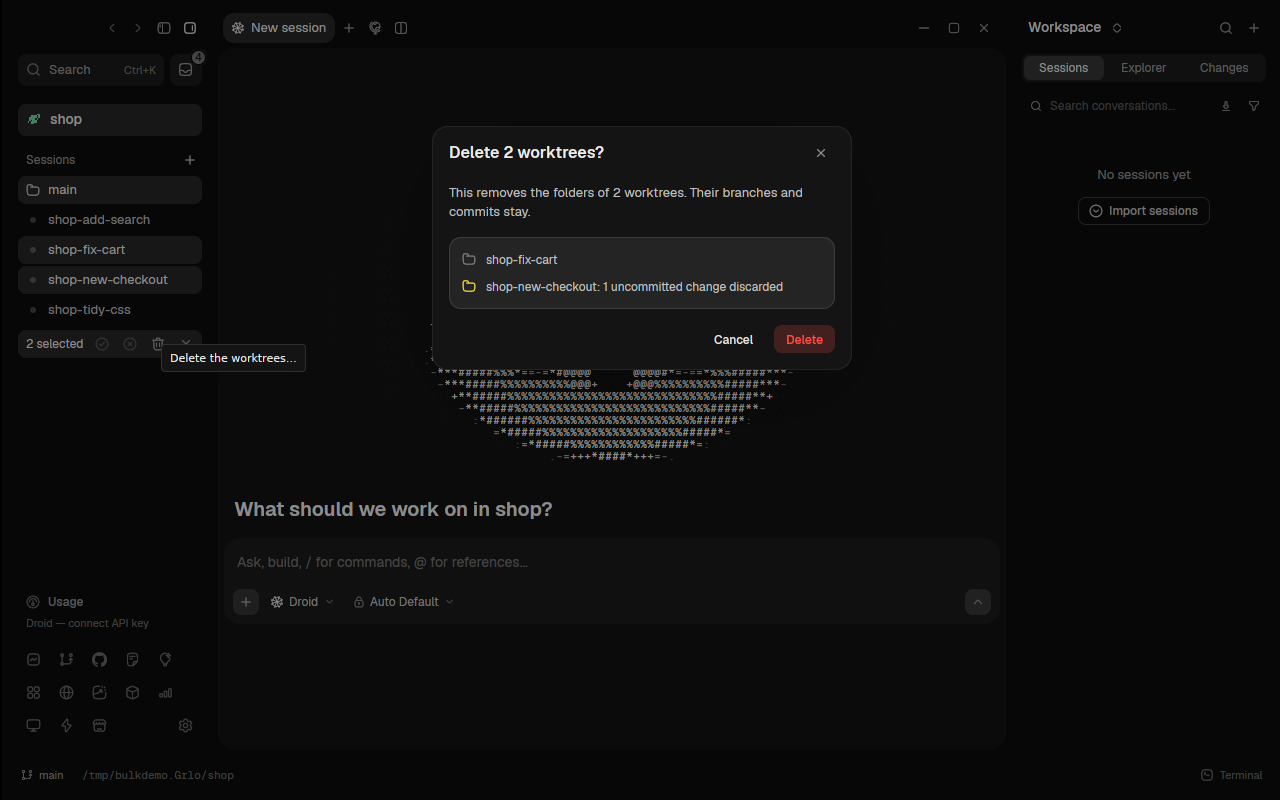 New session
Workspace
Search
Ctrl+K
4
Sessions
Explorer
Changes
Search conversations...
shop
Sessions
main
shop-add-search
shop-fix-cart
shop-new-checkout
shop-tidy-css
2 selected
Delete the worktrees...
Delete 2 worktrees?
This removes the folders of 2 worktrees. Their branches and
commits stay.
shop-fix-cart
shop-new-checkout: 1 uncommitted change discarded
Cancel
Delete
No sessions yet
Import sessions
What should we work on in shop?
Ask, build, / for commands, @ for references...
Droid
Auto Default
Usage
Droid — connect API key
main
/tmp/bulkdemo.Grlo/shop
Terminal